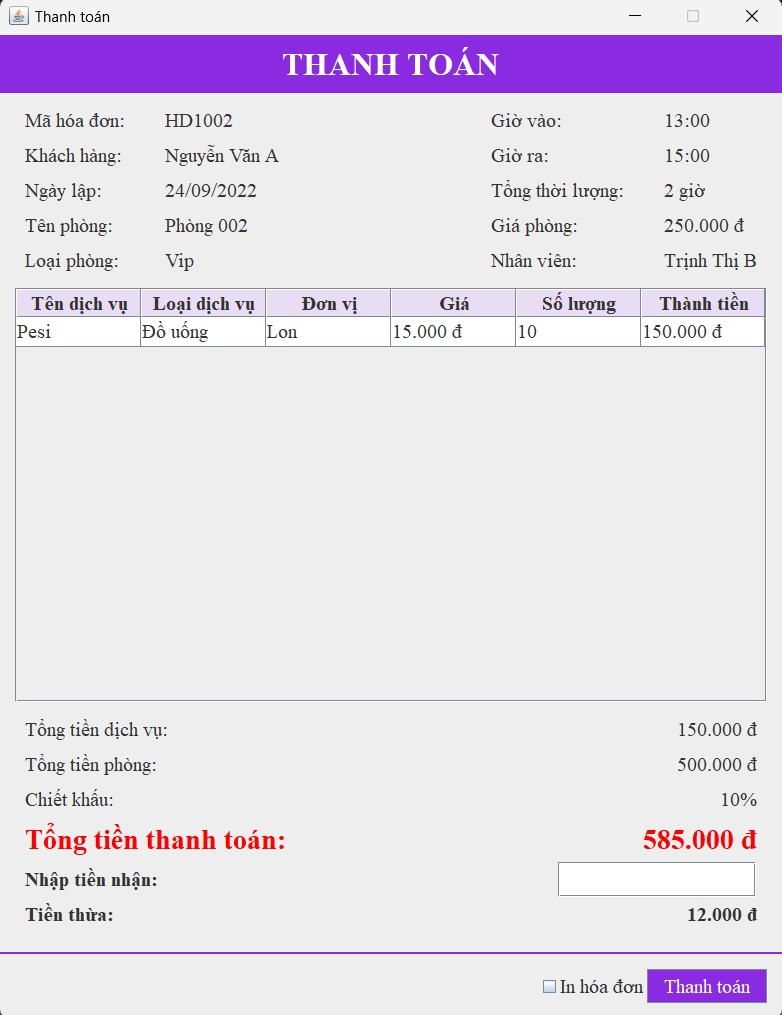 Thanh toán
THANH TOÁN
Mã hóa đơn: HD1002 Giờ vào: 13:00
Khách hàng: Nguyễn Văn A Giờ ra: 15:00
Ngày lập: 24/09/2022 Tổng thời lượng: 2 giờ
Tên phòng: Phòng 002 Giá phòng: 250.000 đ
Loại phòng: Vip Nhân viên: Trịnh Thị B
Tên dịch vụ Loại dịch vụ Đơn vị Giá Số lượng Thành tiền
Pesi Đồ uống Lon 15.000 đ 10 150.000 đ
Tổng tiền dịch vụ: 150.000 đ
Tổng tiền phòng: 500.000 đ
Chiết khấu: 10%
Tổng tiền thanh toán: 585.000 đ
Nhập tiền nhận:
Tiền thừa: 12.000 đ
In hóa đơn Thanh toán